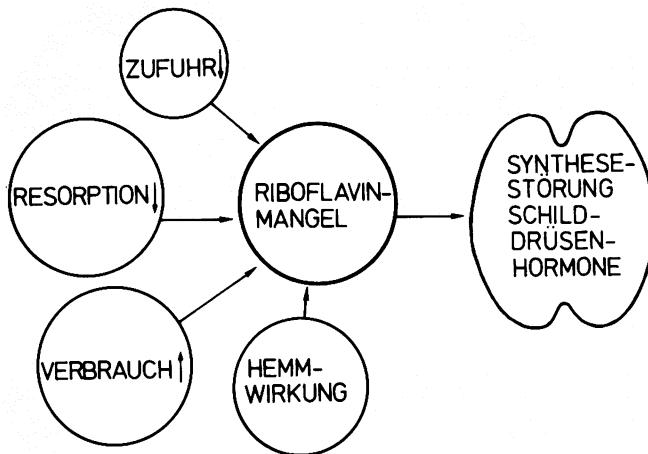 ZUFUHR↓
RESORPTION↓
RIBOFLAVIN-
MANGEL
SYNTHESE-
STÖRUNG
SCHILD-
DRÜSEN-
HORMONE
VERBRAUCH↑
HEMM-
WIRKUNG